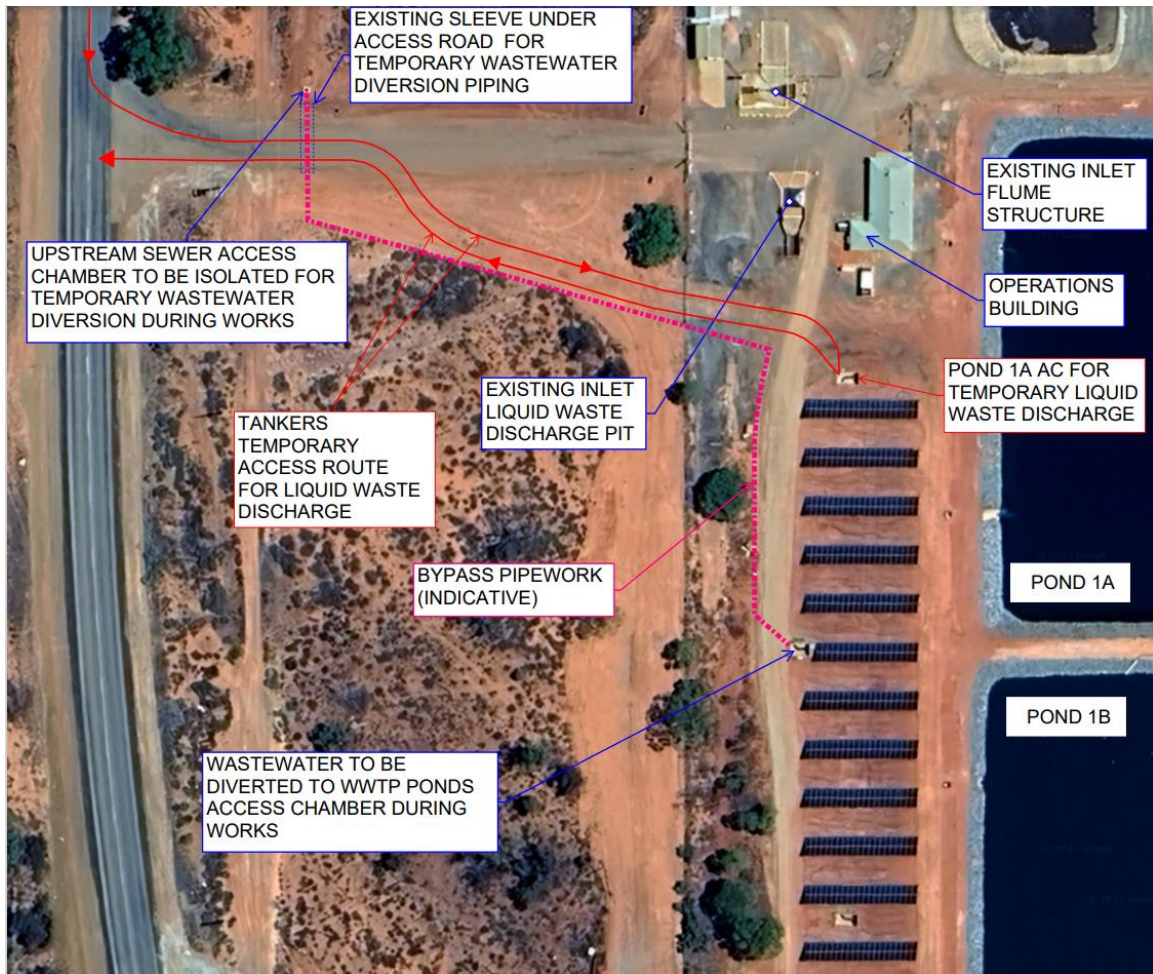 EXISTING SLEEVE UNDER
ACCESS ROAD FOR
TEMPORARY WASTEWATER
DIVERSION PIPING
EXISTING INLET
FLUME
STRUCTURE
UPSTREAM SEWER ACCESS
CHAMBER TO BE ISOLATED FOR
TEMPORARY WASTEWATER
DIVERSION DURING WORKS
OPERATIONS
BUILDING
EXISTING INLET
LIQUID WASTE
DISCHARGE PIT
POND 1A AC FOR
TEMPORARY LIQUID
WASTE DISCHARGE
TANKERS
TEMPORARY
ACCESS ROUTE
FOR LIQUID WASTE
DISCHARGE
BYPASS PIPEWORK
(INDICATIVE)
POND 1A
POND 1B
WASTEWATER TO BE
DIVERTED TO WWTP PONDS
ACCESS CHAMBER DURING
WORKS